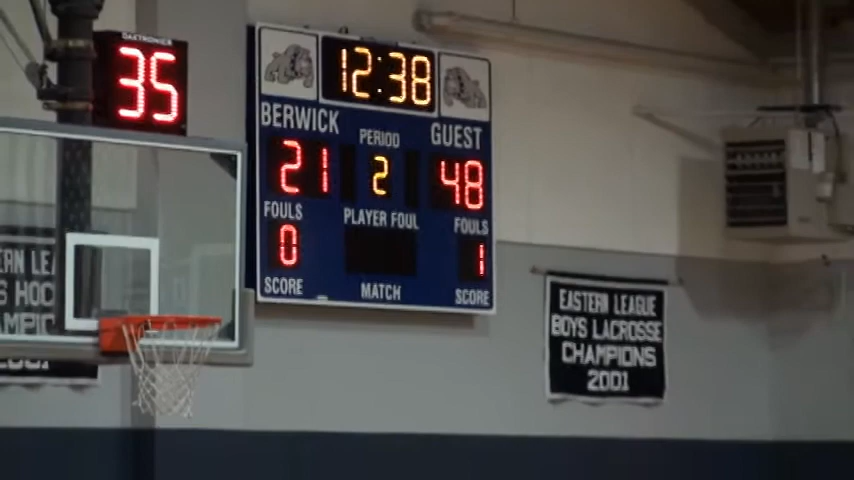 DAKTRONICS
35
12:38
BERWICK
PERIOD
GUEST
21
2
48
FOULS
PLAYER FOUL
FOULS
0
1
SCORE
MATCH
SCORE
EASTERN LEAGUE
BOYS LACROSSE
CHAMPIONS
2001